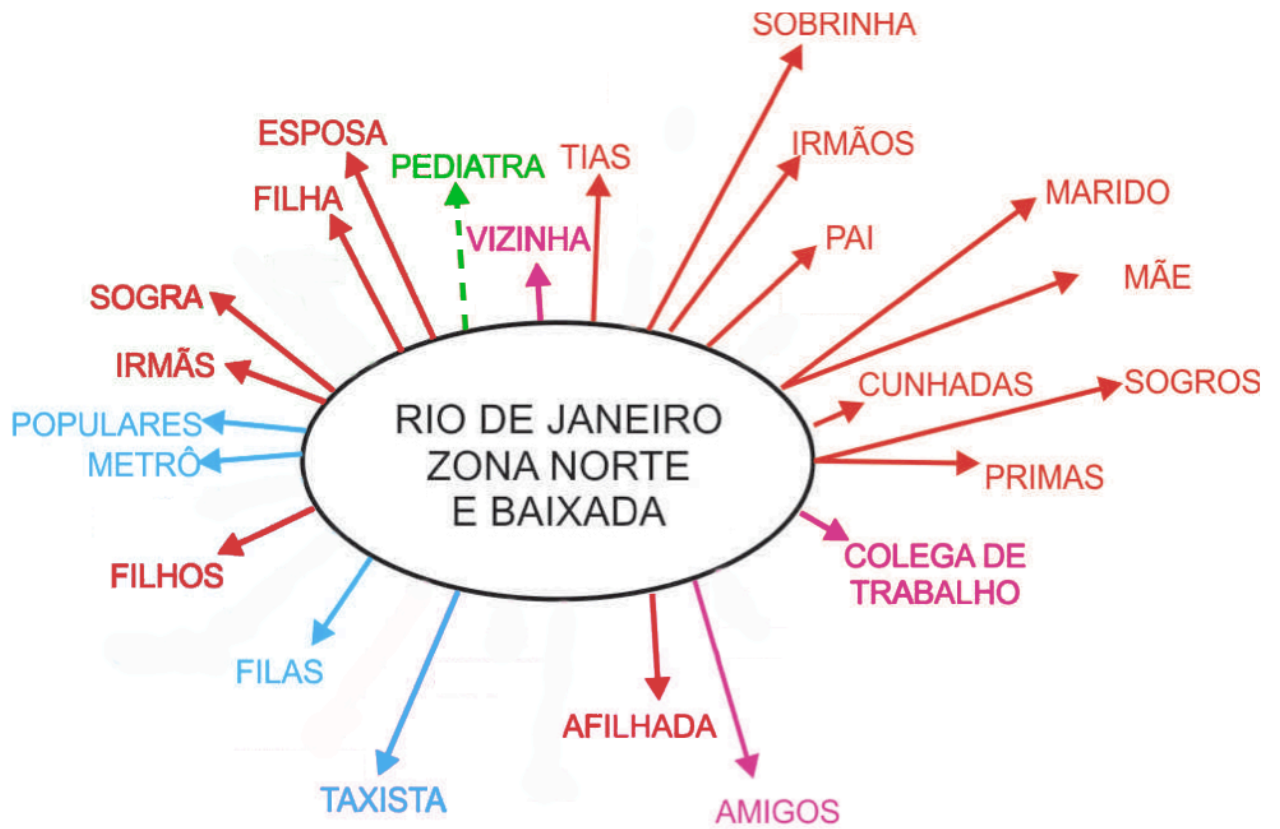 SOBRINHA
ESPOSA
PEDIATRA
TIAS
IRMÃOS
FILHA
VIZINHA
PAI
MARIDO
SOGRA
MÃE
IRMÃS
CUNHADAS
SOGROS
POPULARES
METRÔ
RIO DE JANEIRO
ZONA NORTE
E BAIXADA
PRIMAS
FILHOS
COLEGA DE
TRABALHO
FILAS
AFILHADA
TAXISTA
AMIGOS